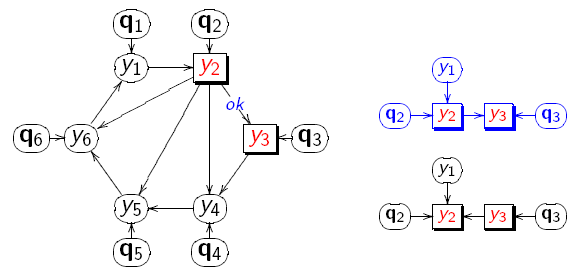 q1 q2
y1 y2
ok
q6 y6 y3 q3
y5 y4
q5 q4
y1
q2 y2 y3 q3
y1
q2 y2 y3 q3